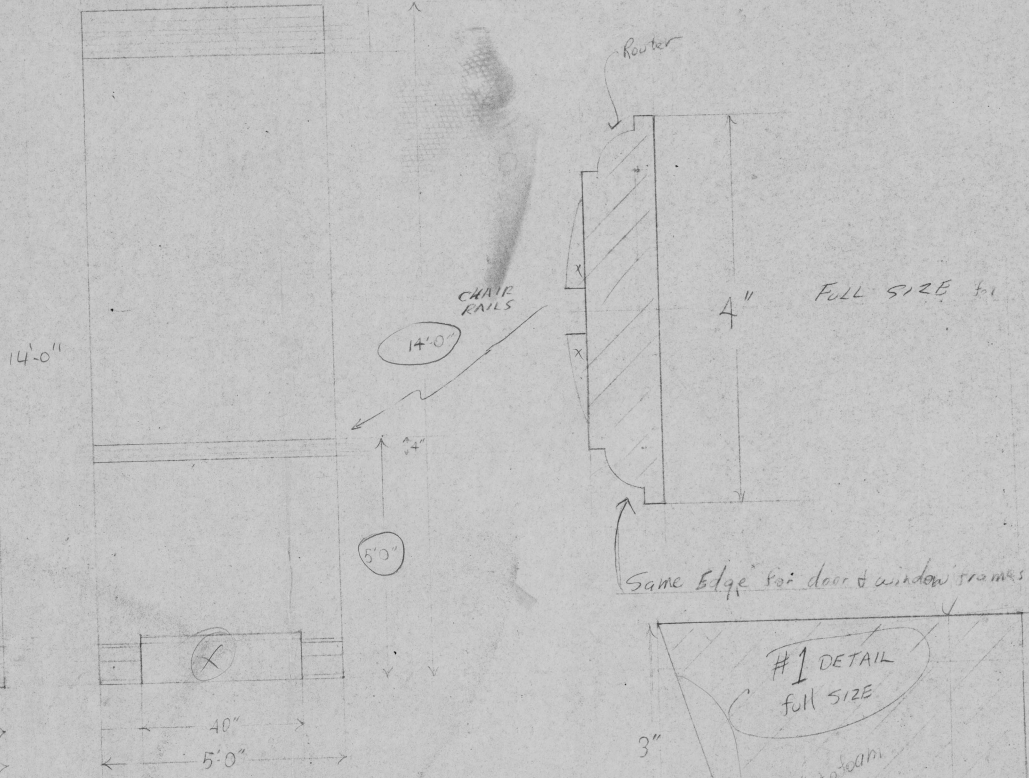 Router
CHAIR
RAILS
14'-0"
14'-0"
4"
FULL SIZE
4"
5'0"
X
X
X
Same Edge for door & window frames
#1 DETAIL
full SIZE
3"
40"
5'-0"